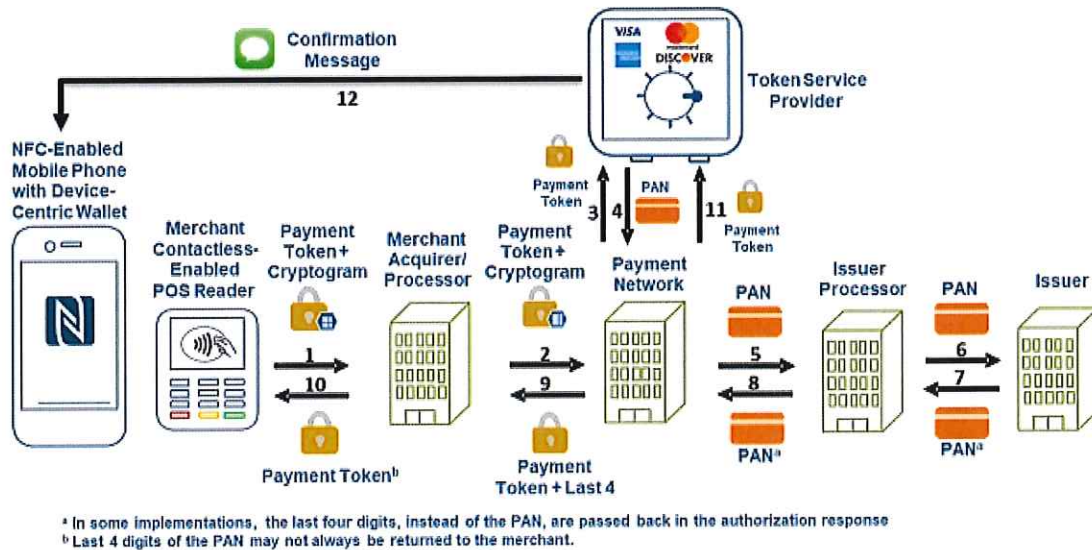 Confirmation
Message
12
VISA
mastercard
AMERICAN
EXPRESS
DISCOVER
Token Service
Provider
NFC-Enabled
Mobile Phone
with Device-
Centric Wallet
Merchant
Contactless-
Enabled
POS Reader
Payment
Token +
Cryptogram
1
10
Payment Tokenᵇ
Merchant
Acquirer/
Processor
Payment
Token +
Cryptogram
2
9
Payment
Token + Last 4
Payment
Token
3
4
PAN
11
Payment
Token
Payment
Network
PAN
5
8
PANᵃ
Issuer
Processor
PAN
6
7
PANᵃ
Issuer
ᵃ In some implementations, the last four digits, instead of the PAN, are passed back in the authorization response
ᵇ Last 4 digits of the PAN may not always be returned to the merchant.